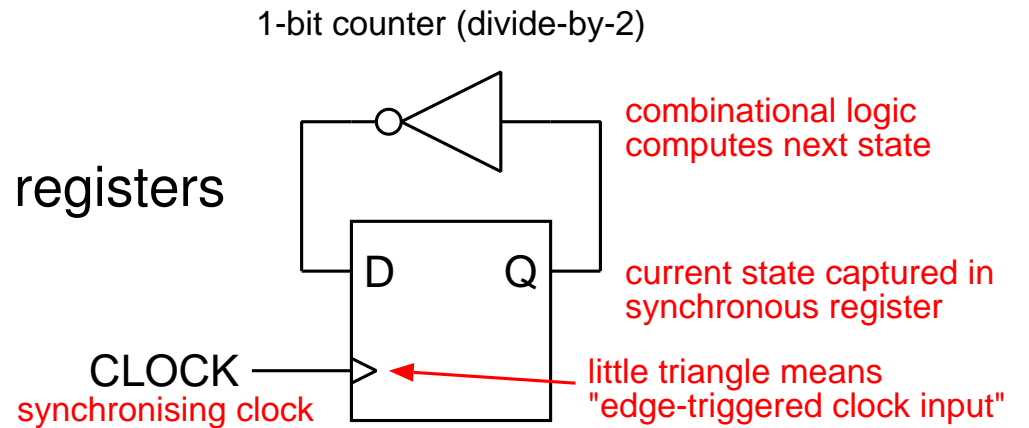 1-bit counter (divide-by-2)
combinational logic
computes next state
registers
D
Q
current state captured in
synchronous register
CLOCK
synchronising clock
little triangle means
"edge-triggered clock input"